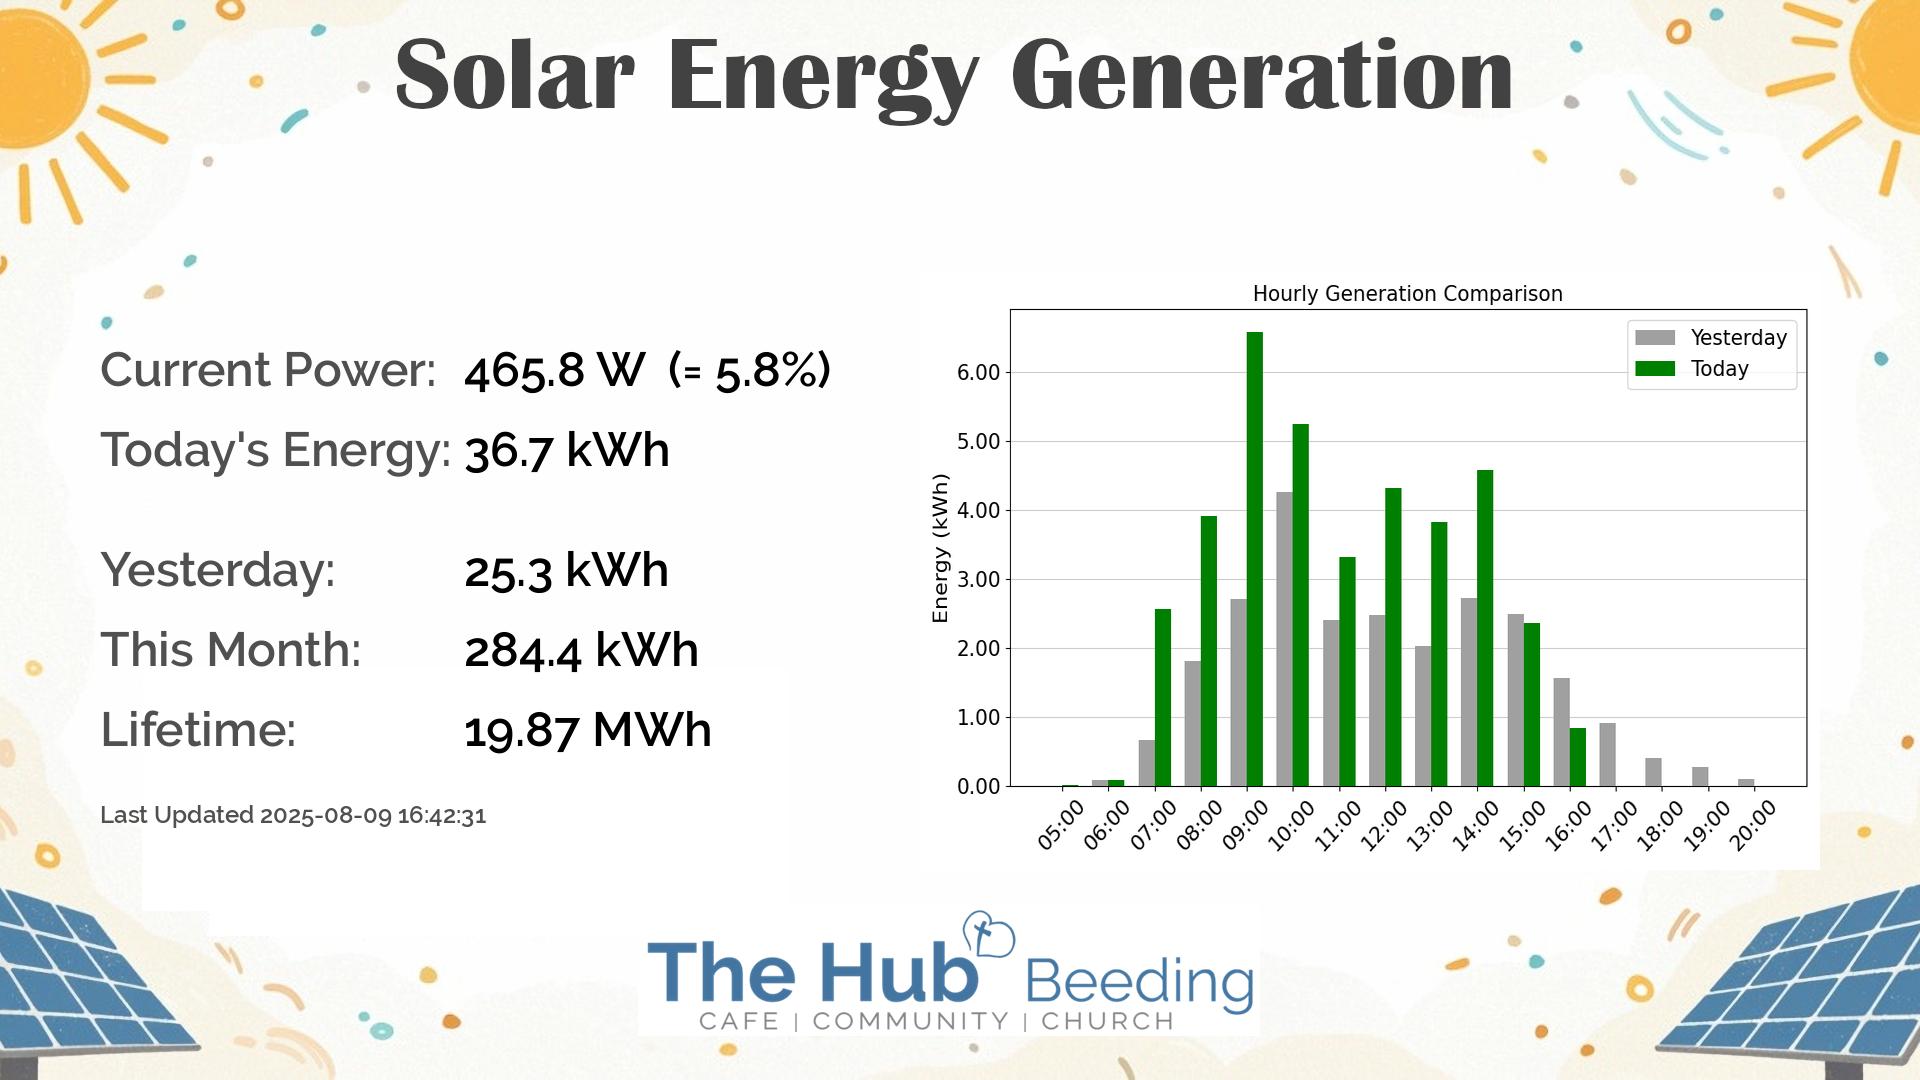 Solar Energy Generation
Current Power: 465.8 W (= 5.8%)
Today's Energy: 36.7 kWh
Yesterday: 25.3 kWh
This Month: 284.4 kWh
Lifetime: 19.87 MWh
Last Updated 2025-08-09 16:42:31
Hourly Generation Comparison
Yesterday
Today
Energy (kWh)
6.00
5.00
4.00
3.00
2.00
1.00
0.00
05:00 06:00 07:00 08:00 09:00 10:00 11:00 12:00 13:00 14:00 15:00 16:00 17:00 18:00 19:00 20:00
The Hub Beeding
CAFE | COMMUNITY | CHURCH